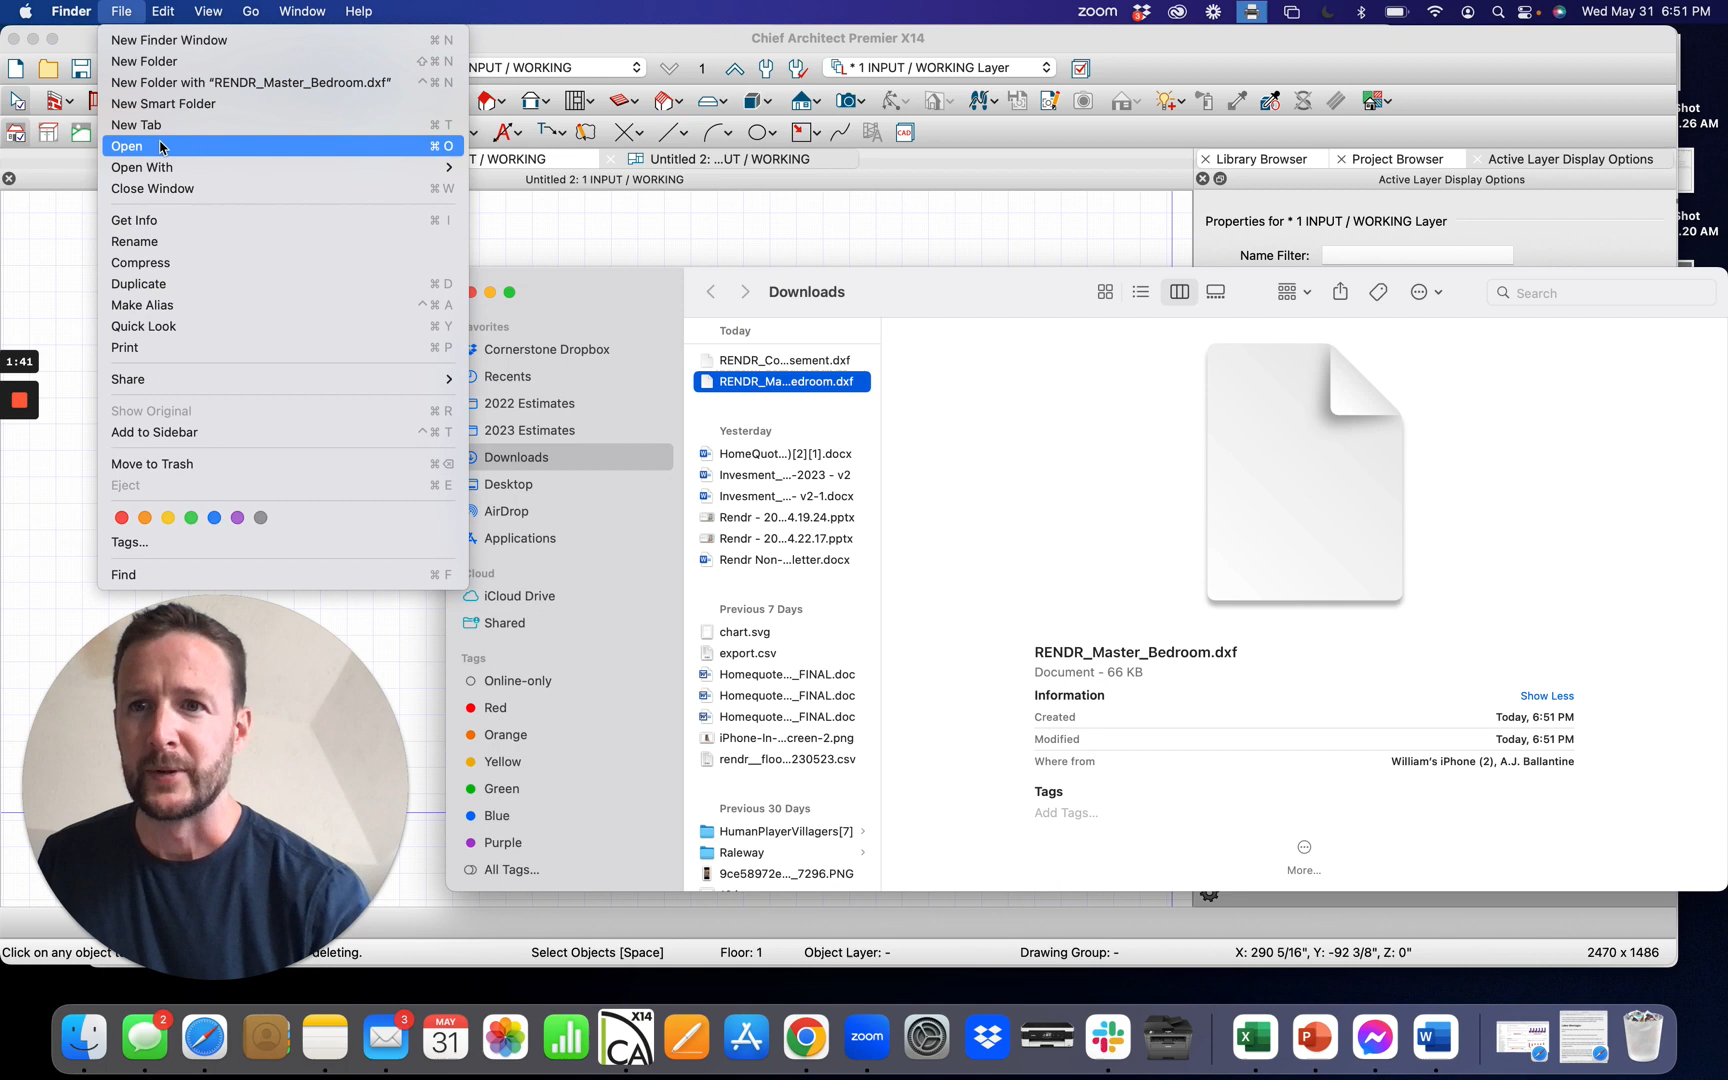 Finder File Edit View Go Window Help
zoom 3 Wed May 31 6:51 PM
Chief Architect Premier X14
New Finder Window ⌘ N
New Folder ⇧⌘ N
New Folder with “RENDR_Master_Bedroom.dxf” ^⌘ N
New Smart Folder
New Tab ⌘ T
Open ⌘ O
Open With
Close Window ⌘ W
Get Info ⌘ I
Rename
Compress
Duplicate ⌘ D
Make Alias ^⌘ A
Quick Look ⌘ Y
Print ⌘ P
Share
Show Original ⌘ R
Add to Sidebar ^⌘ T
Move to Trash ⌘
Eject ⌘ E
Tags...
Find ⌘ F
NPUT / WORKING 1 * 1 INPUT / WORKING Layer
CAD
T / WORKING Untitled 2: ...UT / WORKING
Untitled 2: 1 INPUT / WORKING
Library Browser Project Browser Active Layer Display Options
Active Layer Display Options
Properties for * 1 INPUT / WORKING Layer
Name Filter:
hot
.26 AM
Shot
.20 AM
1:41
avorites
Cornerstone Dropbox
Recents
2022 Estimates
2023 Estimates
Downloads
Desktop
AirDrop
Applications
Cloud
iCloud Drive
Shared
Tags
Online-only
Red
Orange
Yellow
Green
Blue
Purple
All Tags...
Downloads
Search
Today
RENDR_Co...sement.dxf
RENDR_Ma...edroom.dxf
Yesterday
HomeQuot...)[2][1].docx
Invesment_...-2023 - v2
Invesment_...- v2-1.docx
Rendr - 20...4.19.24.pptx
Rendr - 20...4.22.17.pptx
Rendr Non-...letter.docx
Previous 7 Days
chart.svg
export.csv
Homequote..._FINAL.doc
Homequote..._FINAL.doc
Homequote..._FINAL.doc
iPhone-In-...creen-2.png
rendr__floo...230523.csv
Previous 30 Days
HumanPlayerVillagers[7]
Raleway
9ce58972e..._7296.PNG
RENDR_Master_Bedroom.dxf
Document - 66 KB
Information Show Less
Created Today, 6:51 PM
Modified Today, 6:51 PM
Where from William's iPhone (2), A.J. Ballantine
Tags
Add Tags...
More...
Click on any object deleting. Select Objects [Space] Floor: 1 Object Layer: - Drawing Group: - X: 290 5/16", Y: -92 3/8", Z: 0" 2470 x 1486
2 3 MAY 31 X14 CA zoom X P W